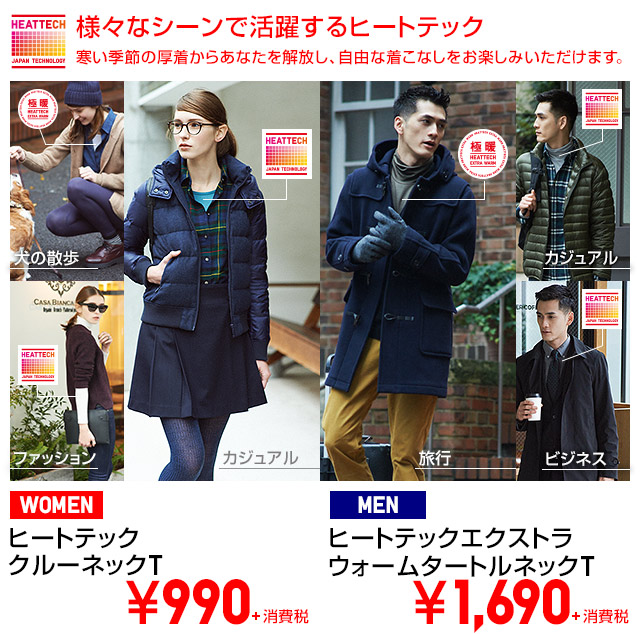 HEATTECH
JAPAN TECHNOLOGY
様々なシーンで活躍するヒートテック
寒い季節の厚着からあなたを解放し、自由な着こなしをお楽しみいただけます。
極暖
HEATTECH
EXTRA WARM
犬の散歩
HEATTECH
JAPAN TECHNOLOGY
カジュアル
極暖
HEATTECH
EXTRA WARM
旅行
HEATTECH
JAPAN TECHNOLOGY
カジュアル
CASA BIANCA
HEATTECH
JAPAN TECHNOLOGY
ファッション
HEATTECH
JAPAN TECHNOLOGY
ビジネス
WOMEN
ヒートテック
クルーネックT
¥990+消費税
MEN
ヒートテックエクストラ
ウォームタートルネックT
¥1,690+消費税